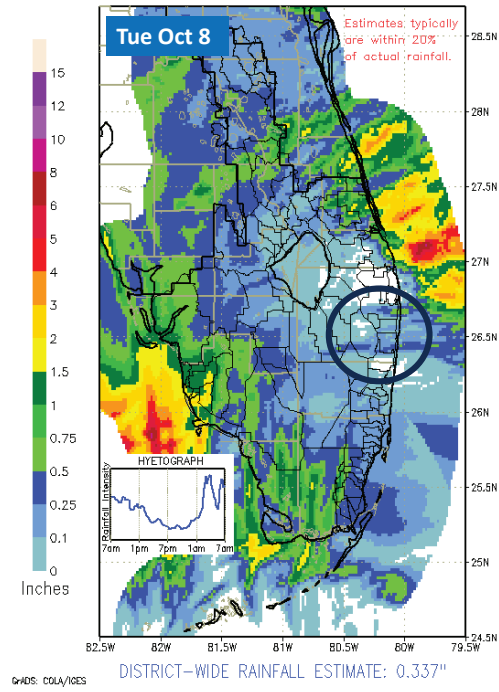 Tue Oct 8
Estimates typically
are within 20%
of actual rainfall.
28.5N
28N
27.5N
27N
26.5N
26N
25.5N
25N
24.5N
15
12
10
8
6
5
4
3
2
1.5
1
0.75
0.5
0.25
0.1
0
Inches
HYETOGRAPH
Rainfall Intensity
7am 1pm 7pm 1am 7am
82.5W 82W 81.5W 81W 80.5W 80W 79.5W
DISTRICT-WIDE RAINFALL ESTIMATE: 0.337"
GrADS: COLA/IGES